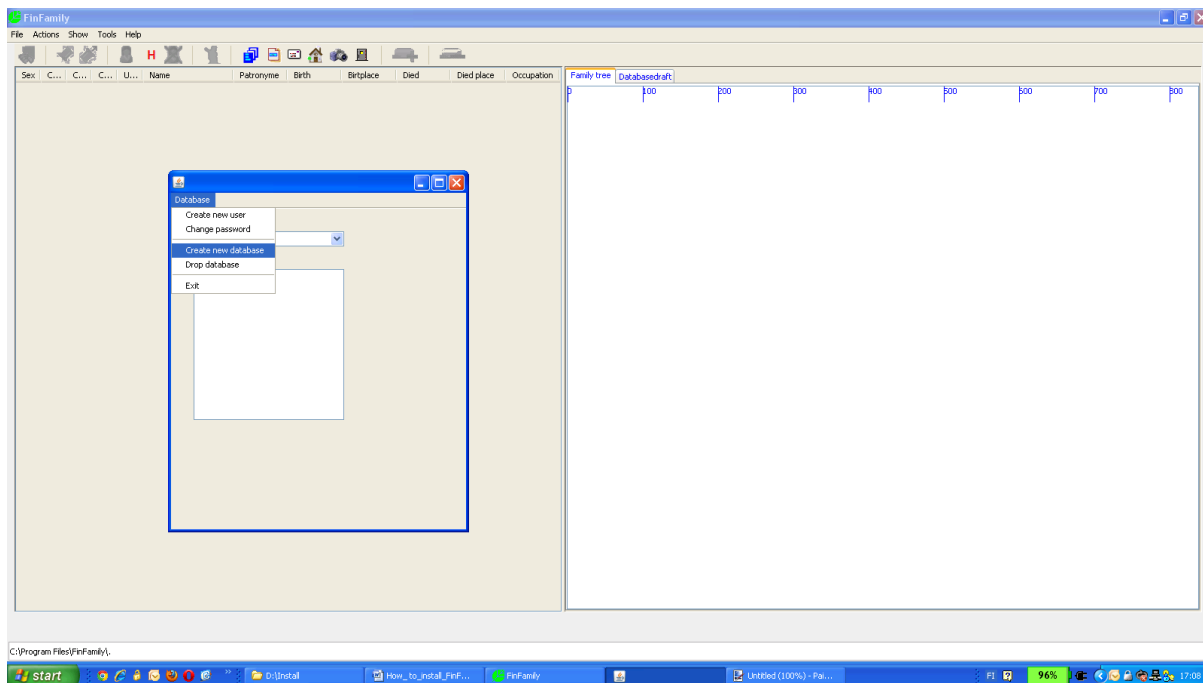 FinFamily
File Actions Show Tools Help
H
Sex C... C... C... U... Name Patronyme Birth Birtplace Died Died place Occupation
Family tree Databasedraft
0 100 200 300 400 500 600 700 800
Database
Create new user
Change password
Create new database
Drop database
Exit
C:\Program Files\FinFamily\.
start D:\Install How_to_install_FinF... FinFamily Untitled (100%) - Pai... FI 96% 17:05